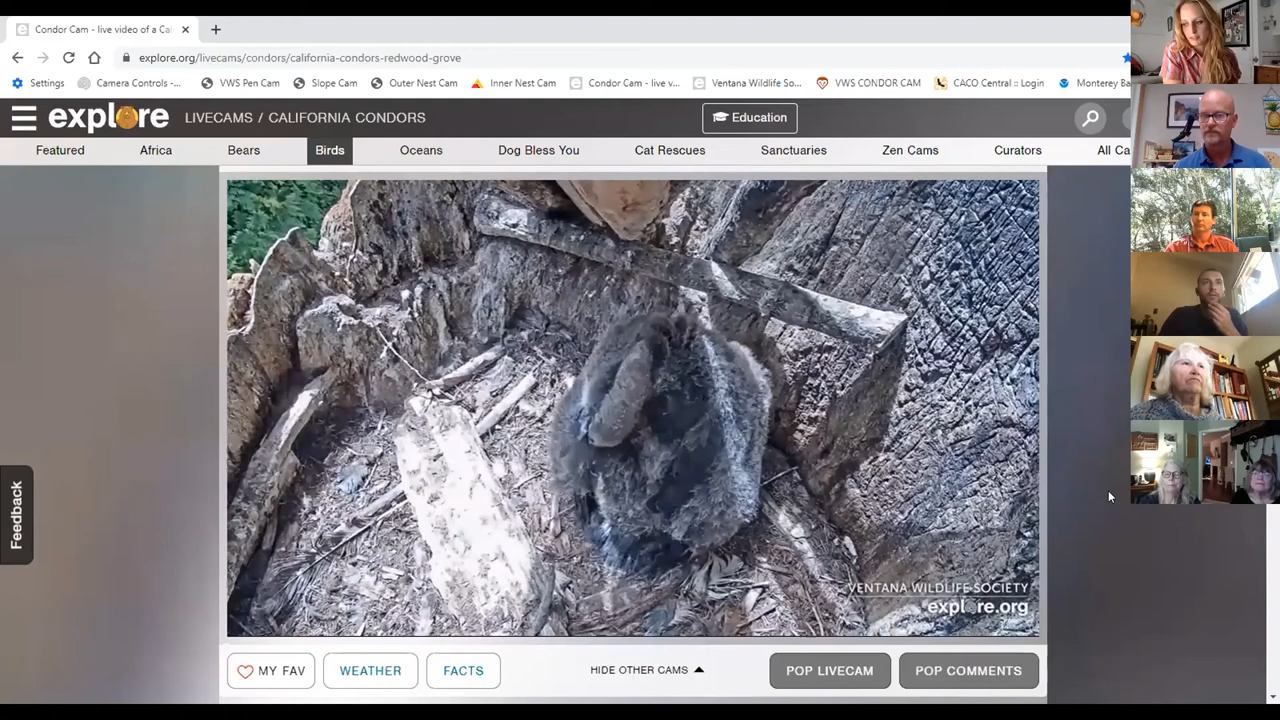 Condor Cam - live video of a Ca
explore.org/livecams/condors/california-condors-redwood-grove
Settings
Camera Controls -...
VWS Pen Cam
Slope Cam
Outer Nest Cam
Inner Nest Cam
Condor Cam - live v...
Ventana Wildlife So...
VWS CONDOR CAM
CACO Central :: Login
Monterey Ba
explore
LIVECAMS / CALIFORNIA CONDORS
Education
Featured
Africa
Bears
Birds
Oceans
Dog Bless You
Cat Rescues
Sanctuaries
Zen Cams
Curators
All Ca
Feedback
VENTANA WILDLIFE SOCIETY
explore.org
MY FAV
WEATHER
FACTS
HIDE OTHER CAMS
POP LIVECAM
POP COMMENTS